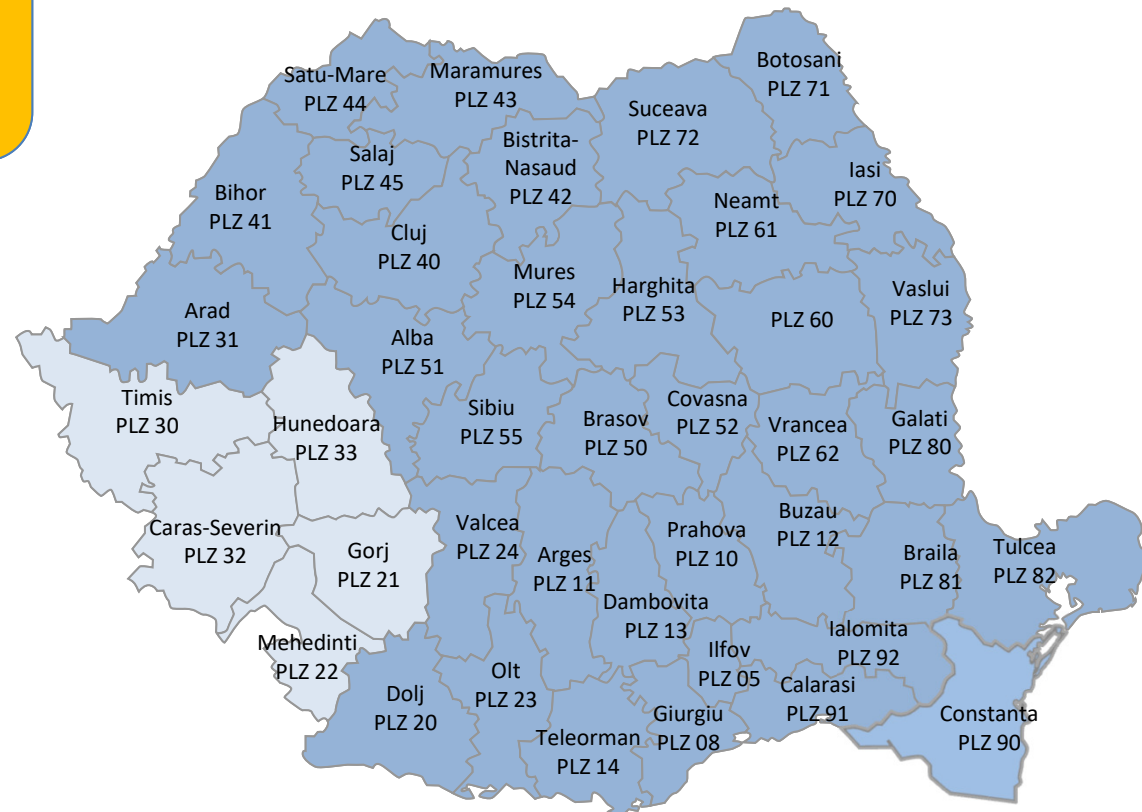 Botosani
PLZ 71
Satu-Mare
PLZ 44
Maramures
PLZ 43
Suceava
PLZ 72
Bistrita-
Nasaud
PLZ 42
Salaj
PLZ 45
Iasi
PLZ 70
Bihor
PLZ 41
Neamt
PLZ 61
Cluj
PLZ 40
Mures
PLZ 54
Harghita
PLZ 53
Vaslui
PLZ 73
Arad
PLZ 31
PLZ 60
Alba
PLZ 51
Timis
PLZ 30
Hunedoara
PLZ 33
Sibiu
PLZ 55
Brasov
PLZ 50
Covasna
PLZ 52
Vrancea
PLZ 62
Galati
PLZ 80
Caras-Severin
PLZ 32
Gorj
PLZ 21
Valcea
PLZ 24
Arges
PLZ 11
Prahova
PLZ 10
Buzau
PLZ 12
Braila
PLZ 81
Tulcea
PLZ 82
Dambovita
PLZ 13
Mehedinti
PLZ 22
Ilfov
PLZ 05
Ialomita
PLZ 92
Dolj
PLZ 20
Olt
PLZ 23
Calarasi
PLZ 91
Teleorman
PLZ 14
Giurgiu
PLZ 08
Constanta
PLZ 90